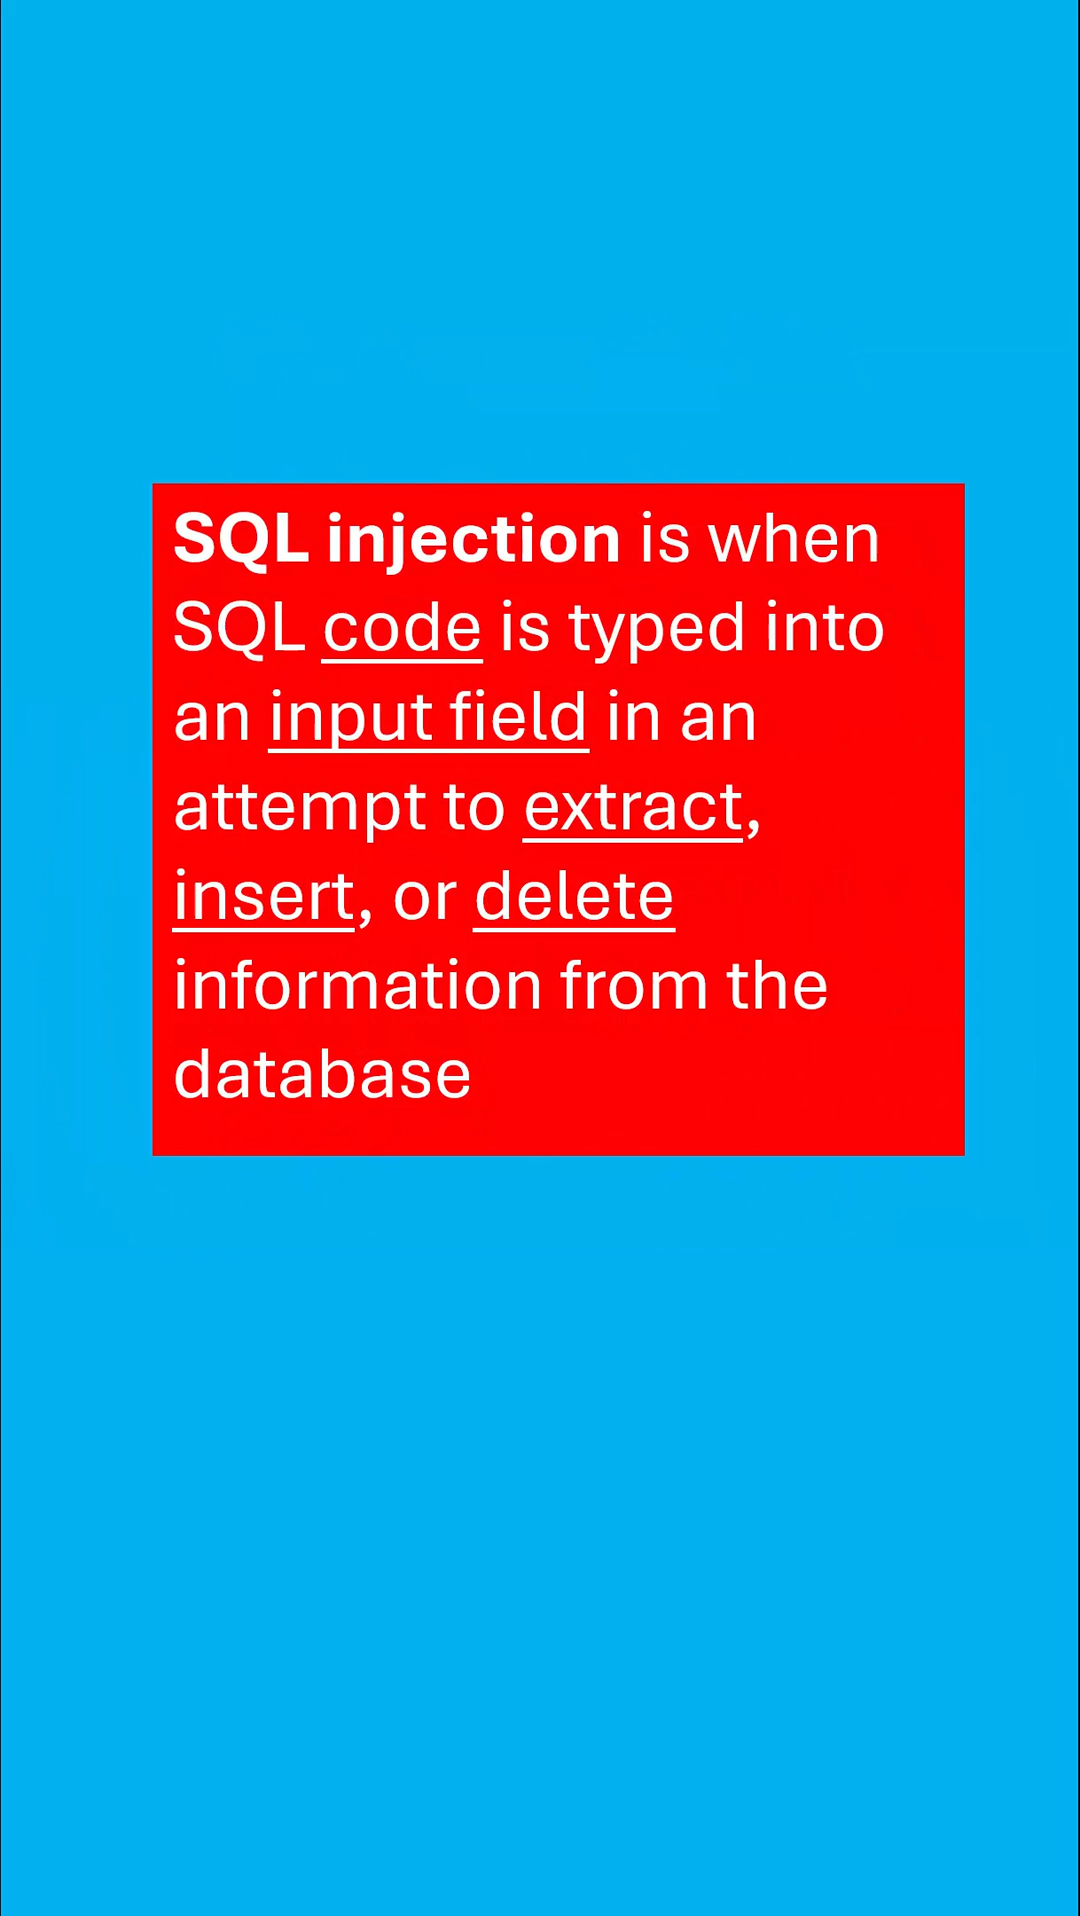 SQL injection is when
SQL code is typed into
an input field in an
attempt to extract,
insert, or delete
information from the
database